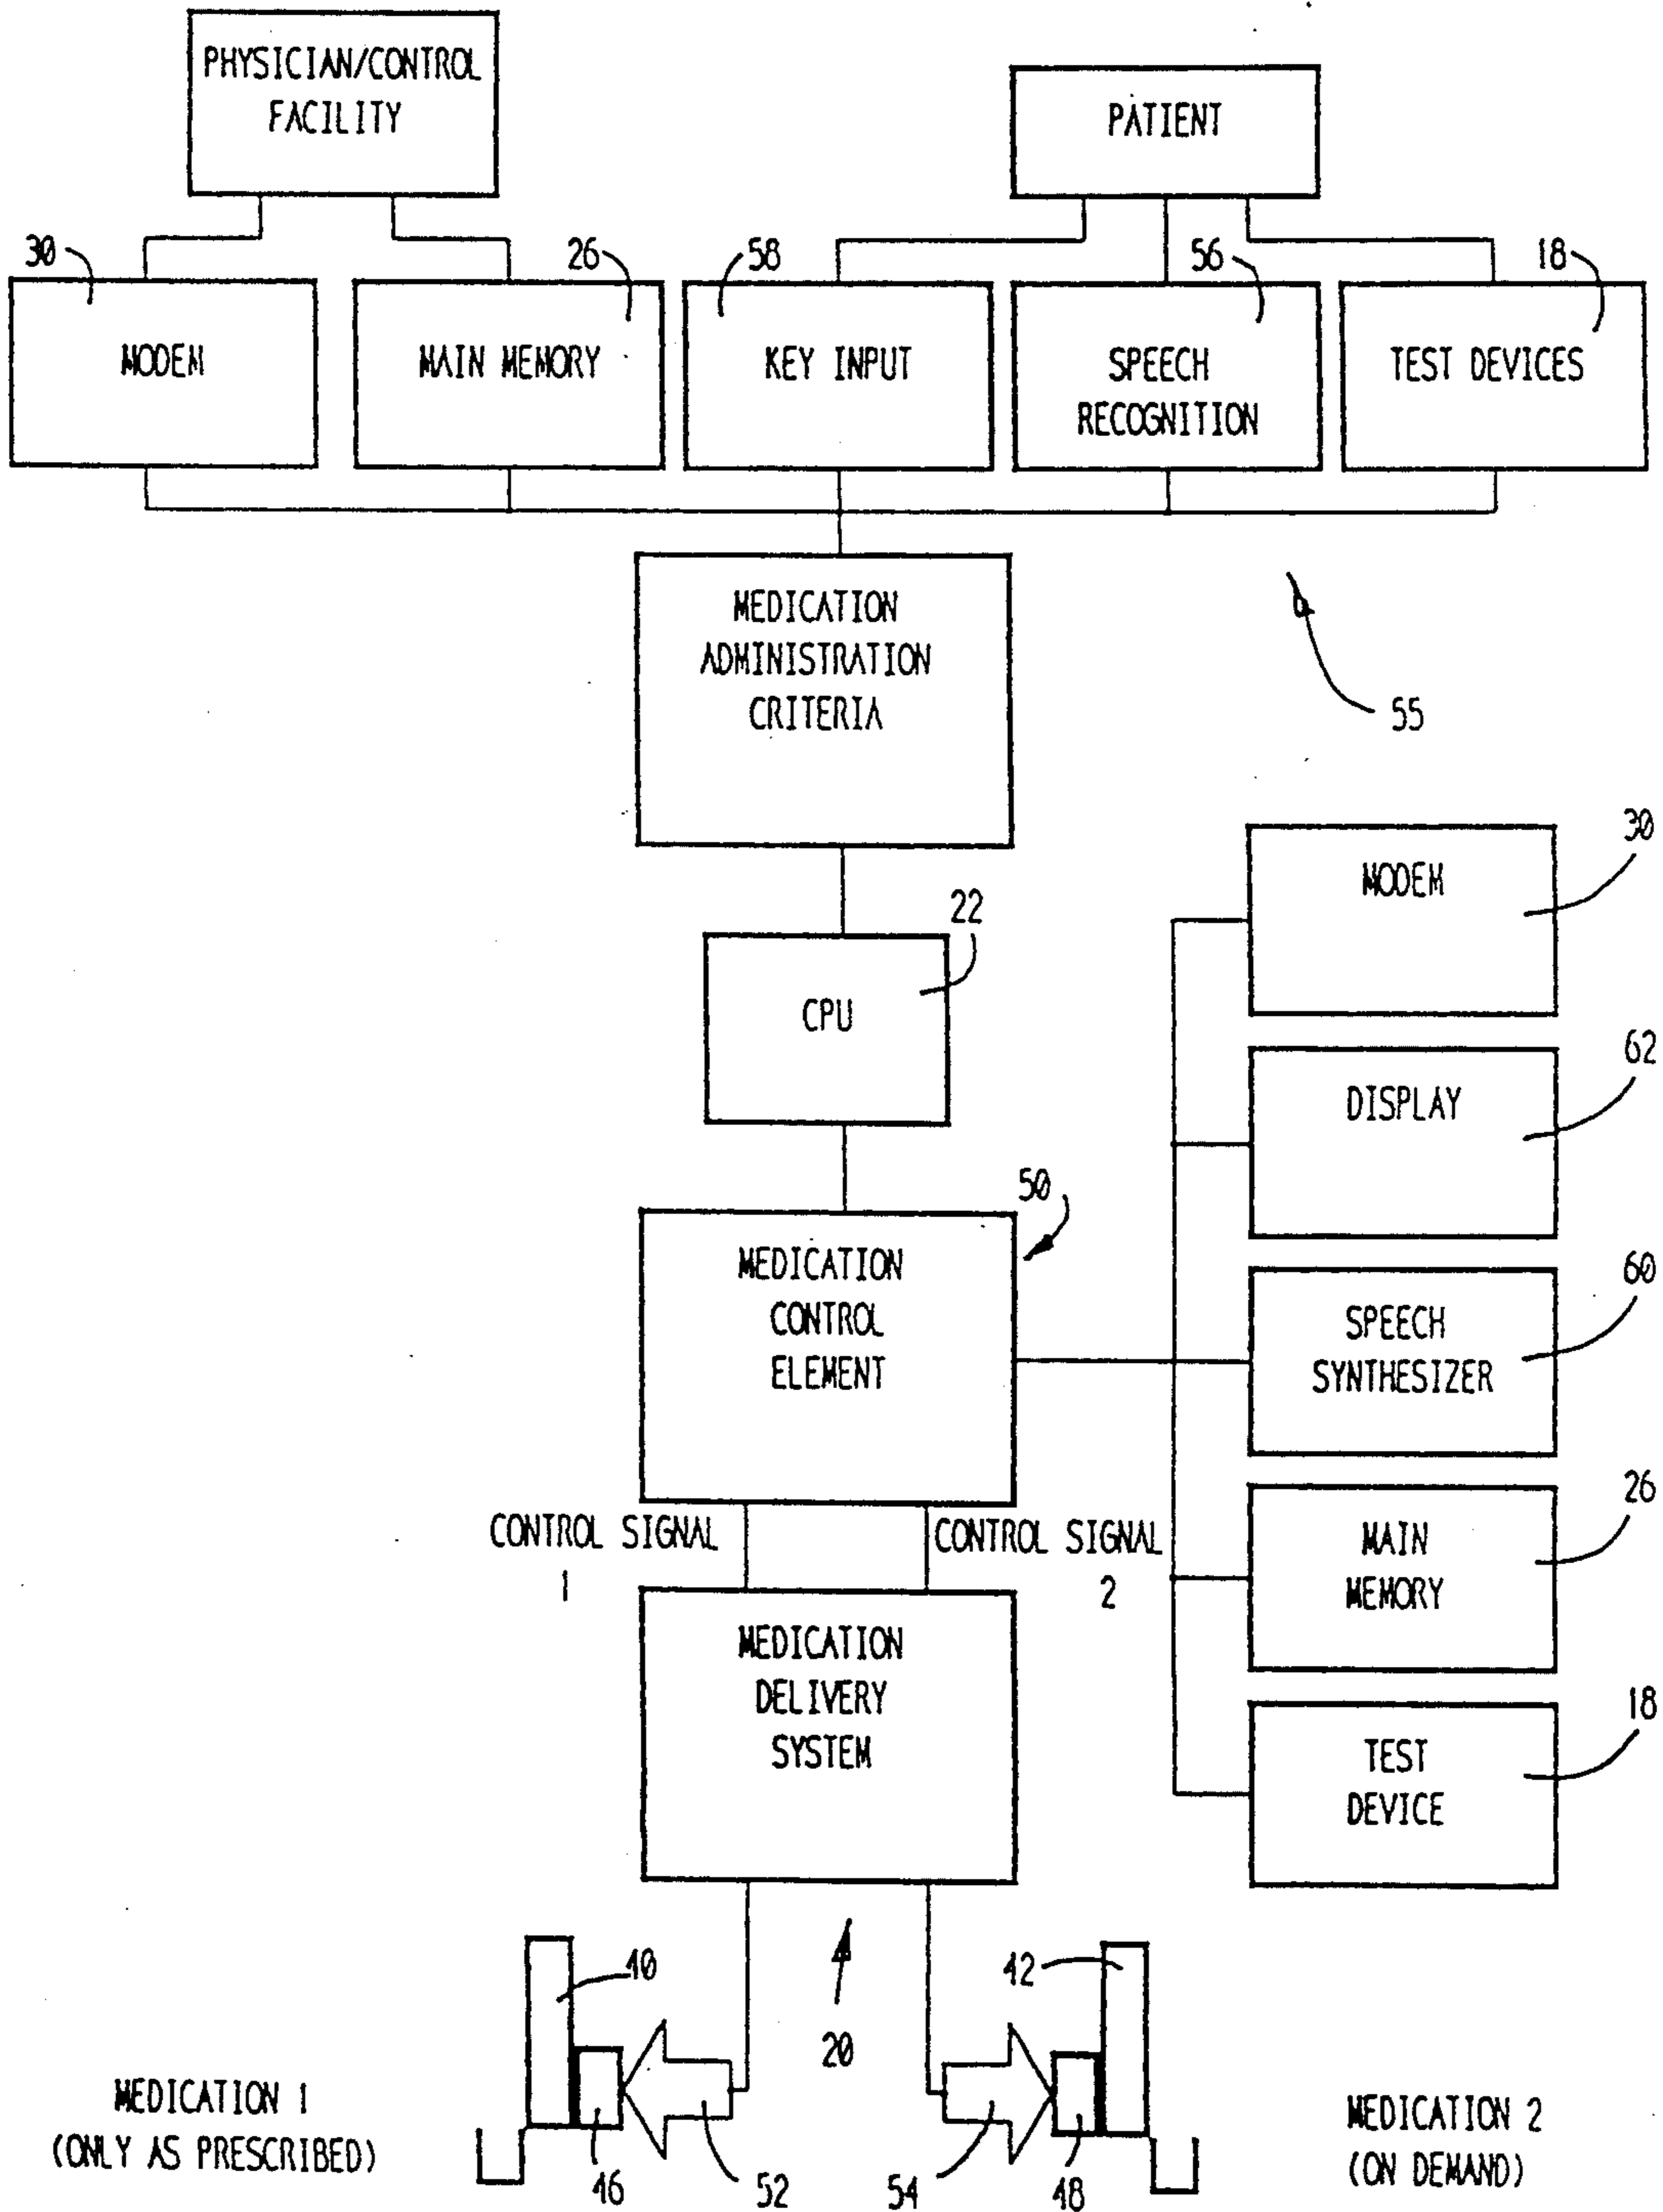 PHYSICIAN/CONTROL
FACILITY
PATIENT
30
26
58
56
18
MODEM
MAIN MEMORY
KEY INPUT
SPEECH
RECOGNITION
TEST DEVICES
MEDICATION
ADMINISTRATION
CRITERIA
55
30
MODEM
22
CPU
62
DISPLAY
50
MEDICATION
CONTROL
ELEMENT
60
SPEECH
SYNTHESIZER
CONTROL SIGNAL
1
CONTROL SIGNAL
2
26
MAIN
MEMORY
MEDICATION
DELIVERY
SYSTEM
18
TEST
DEVICE
40
42
20
MEDICATION 1
(ONLY AS PRESCRIBED)
46
52
54
48
MEDICATION 2
(ON DEMAND)